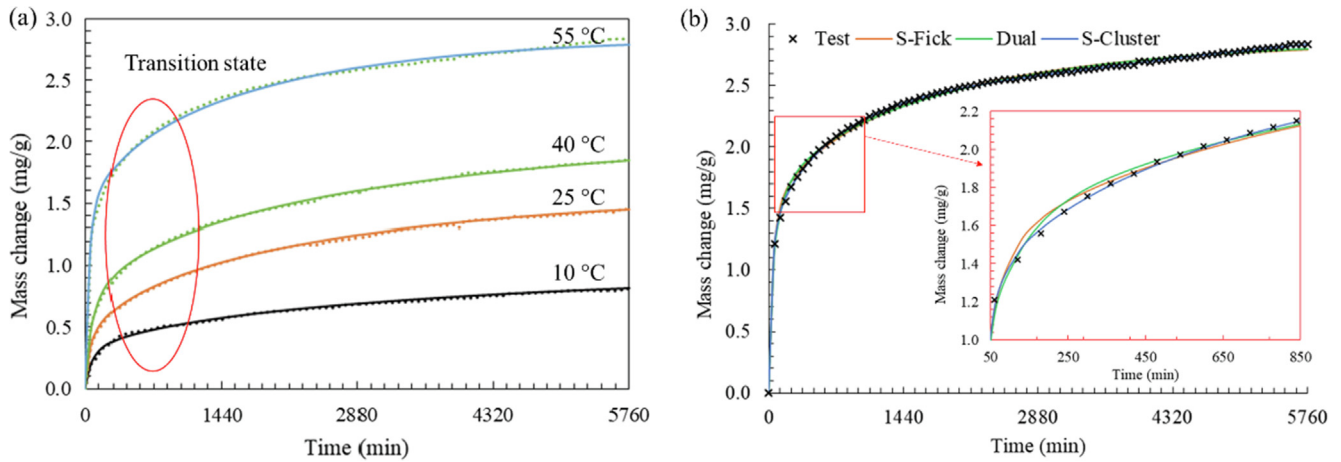 (a)
3.0
2.5
2.0
1.5
1.0
0.5
0.0
Mass change (mg/g)
Transition state
55 °C
40 °C
25 °C
10 °C
0
1440
2880
4320
5760
Time (min)
(b)
3.0
2.5
2.0
1.5
1.0
0.5
0.0
Mass change (mg/g)
Test S-Fick Dual S-Cluster
2.2
2.0
1.8
1.6
1.4
1.2
1.0
Mass change (mg/g)
50
250
450
650
850
Time (min)
0
1440
2880
4320
5760
Time (min)